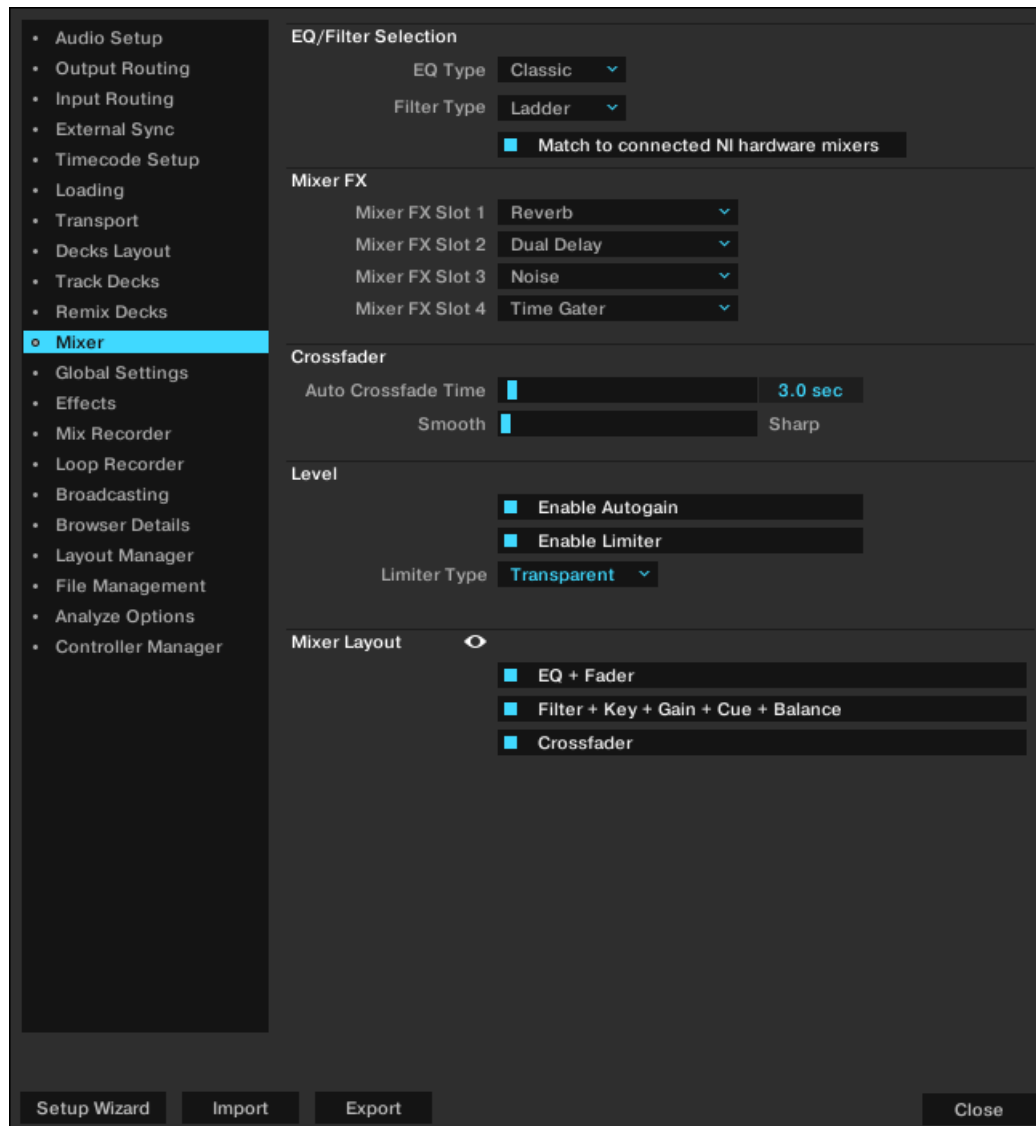 Audio Setup
Output Routing
Input Routing
External Sync
Timecode Setup
Loading
Transport
Decks Layout
Track Decks
Remix Decks
Mixer
Global Settings
Effects
Mix Recorder
Loop Recorder
Broadcasting
Browser Details
Layout Manager
File Management
Analyze Options
Controller Manager
EQ/Filter Selection
EQ Type Classic
Filter Type Ladder
Match to connected NI hardware mixers
Mixer FX
Mixer FX Slot 1 Reverb
Mixer FX Slot 2 Dual Delay
Mixer FX Slot 3 Noise
Mixer FX Slot 4 Time Gater
Crossfader
Auto Crossfade Time 3.0 sec
Smooth Sharp
Level
Enable Autogain
Enable Limiter
Limiter Type Transparent
Mixer Layout
EQ + Fader
Filter + Key + Gain + Cue + Balance
Crossfader
Setup Wizard Import Export Close